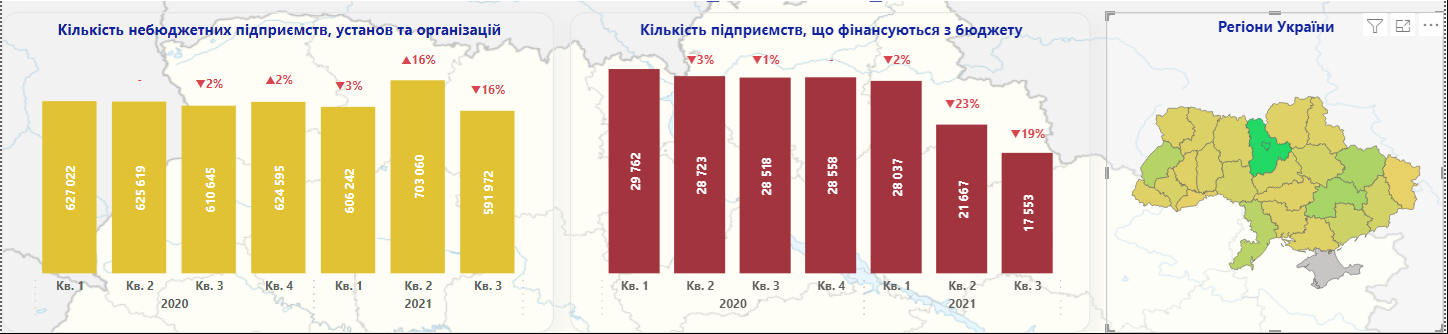 Кількість небюджетних підприємств, установ та організацій
-
▼2%
▲2%
▼3%
▲16%
▼16%
627 022
625 619
610 645
624 595
606 242
703 060
591 972
Кв. 1
Кв. 2
Кв. 3
Кв. 4
Кв. 1
Кв. 2
Кв. 3
2020
2021
Кількість підприємств, що фінансуються з бюджету
▼3%
▼1%
-
▼2%
▼23%
▼19%
29 762
28 723
28 518
28 558
28 037
21 667
17 553
Кв. 1
Кв. 2
Кв. 3
Кв. 4
Кв. 1
Кв. 2
Кв. 3
2020
2021
Регіони України